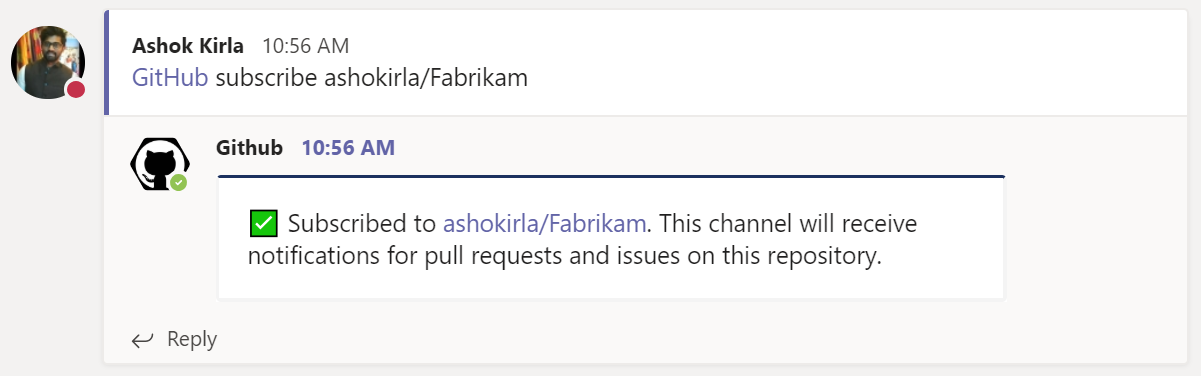 Ashok Kirla 10:56 AM
GitHub subscribe ashokirla/Fabrikam
Github 10:56 AM
✅ Subscribed to ashokirla/Fabrikam. This channel will receive
notifications for pull requests and issues on this repository.
Reply